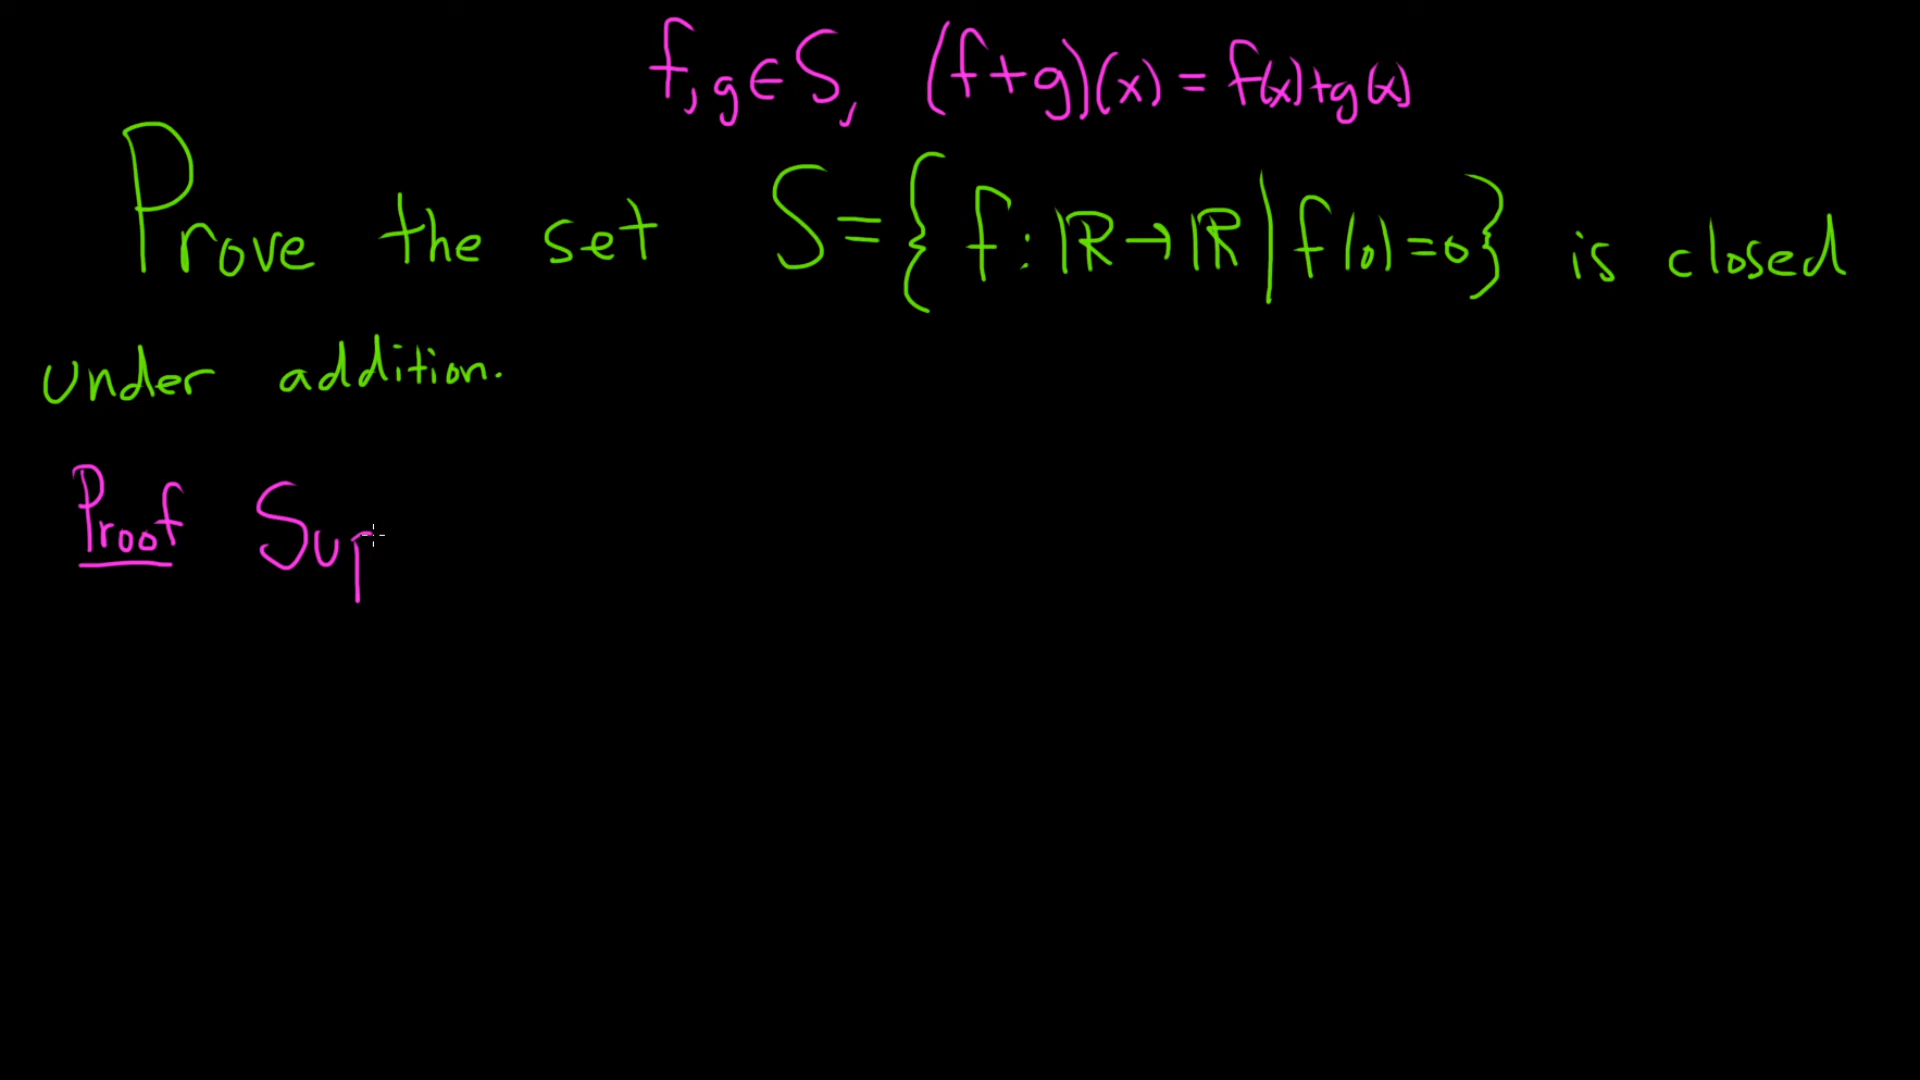 f, g ∈ S, (f+g)(x) = f(x)+g(x)
Prove the set S = { f : ℝ → ℝ | f(0) = 0 } is closed
under addition.
Proof Sup